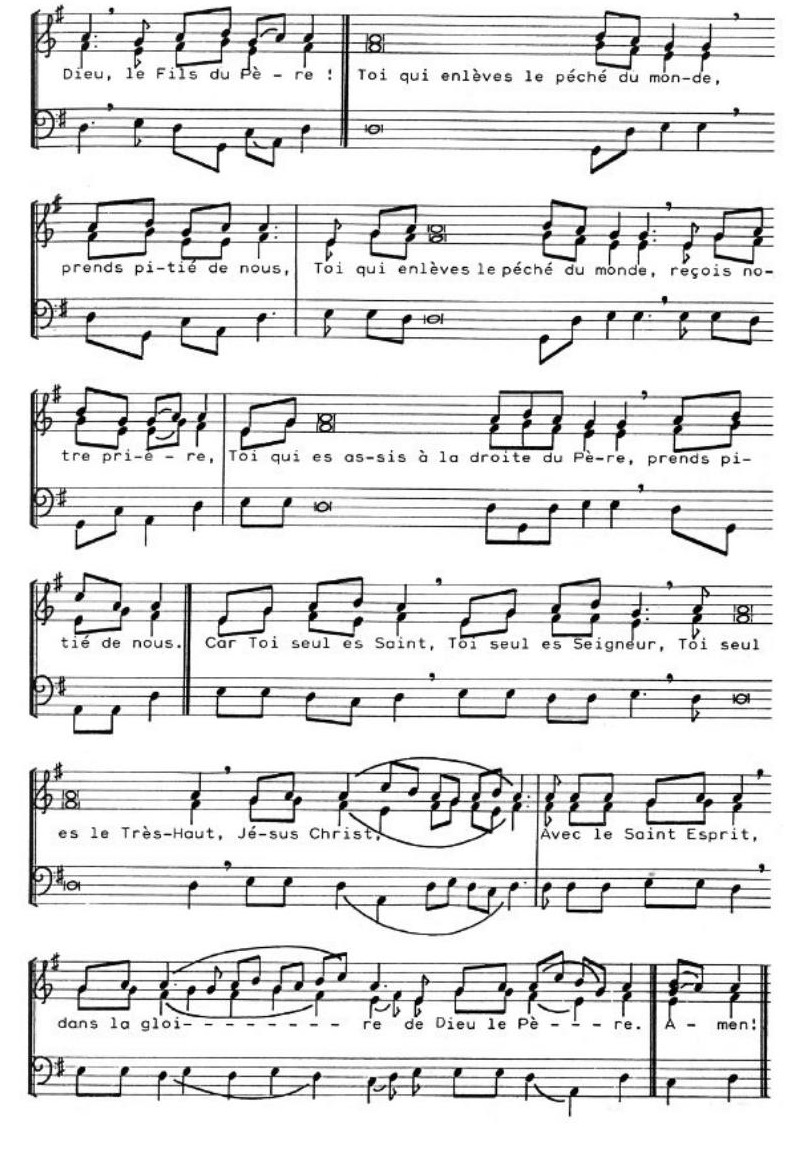 Dieu, le Fils du Pè - re ! Toi qui enlèves le péché du mon-de,
prends pi-tié de nous, Toi qui enlèves le péché du monde, reçois no-
tre pri-è - re, Toi qui es as-sis à la droite du Pè-re, prends pi-
tié de nous. Car Toi seul es Saint, Toi seul es Seigneur, Toi seul
es le Très-Haut, Jé-sus Christ, Avec le Saint Esprit,
dans la gloi- - - - - - - - - re de Dieu le Pè - - - re. A - men!